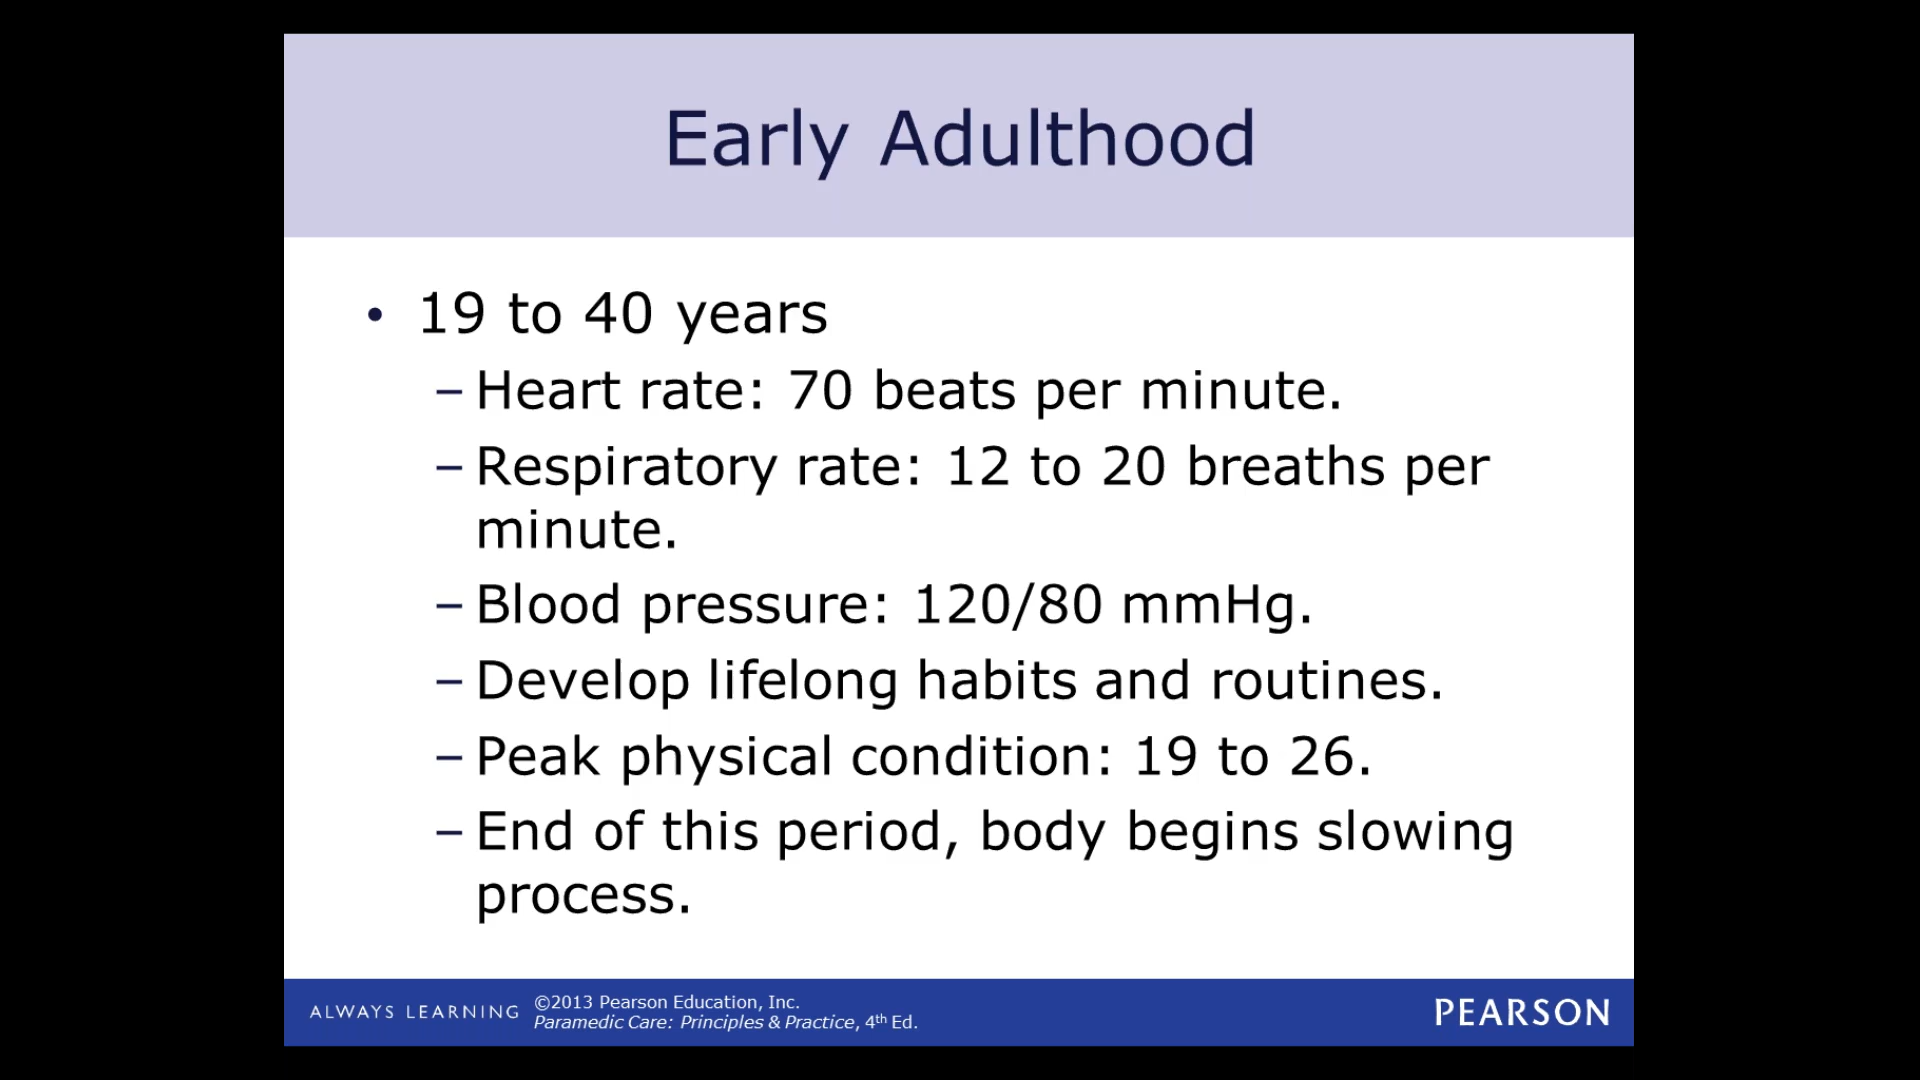 Early Adulthood
• 19 to 40 years
– Heart rate: 70 beats per minute.
– Respiratory rate: 12 to 20 breaths per
minute.
– Blood pressure: 120/80 mmHg.
– Develop lifelong habits and routines.
– Peak physical condition: 19 to 26.
– End of this period, body begins slowing
process.
ALWAYS LEARNING
©2013 Pearson Education, Inc.
Paramedic Care: Principles & Practice, 4th Ed.
PEARSON